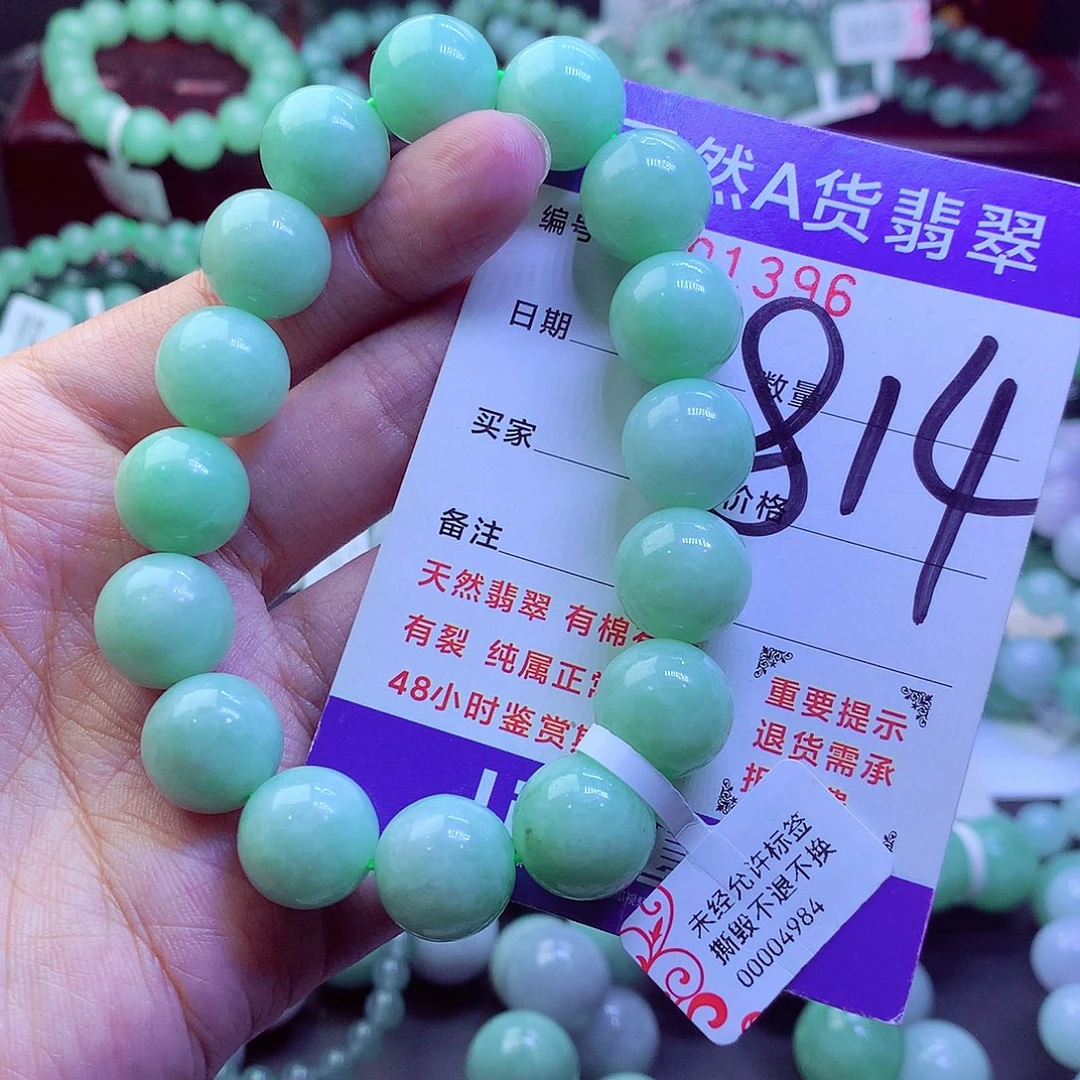 然A货翡翠
编号
01396
日期
数量
814
买家
价格
备注
天然翡翠 有棉
有裂 纯属正常
48小时鉴赏期
重要提示
退货需承
未经允许标签
撕毁不退不换
00004984